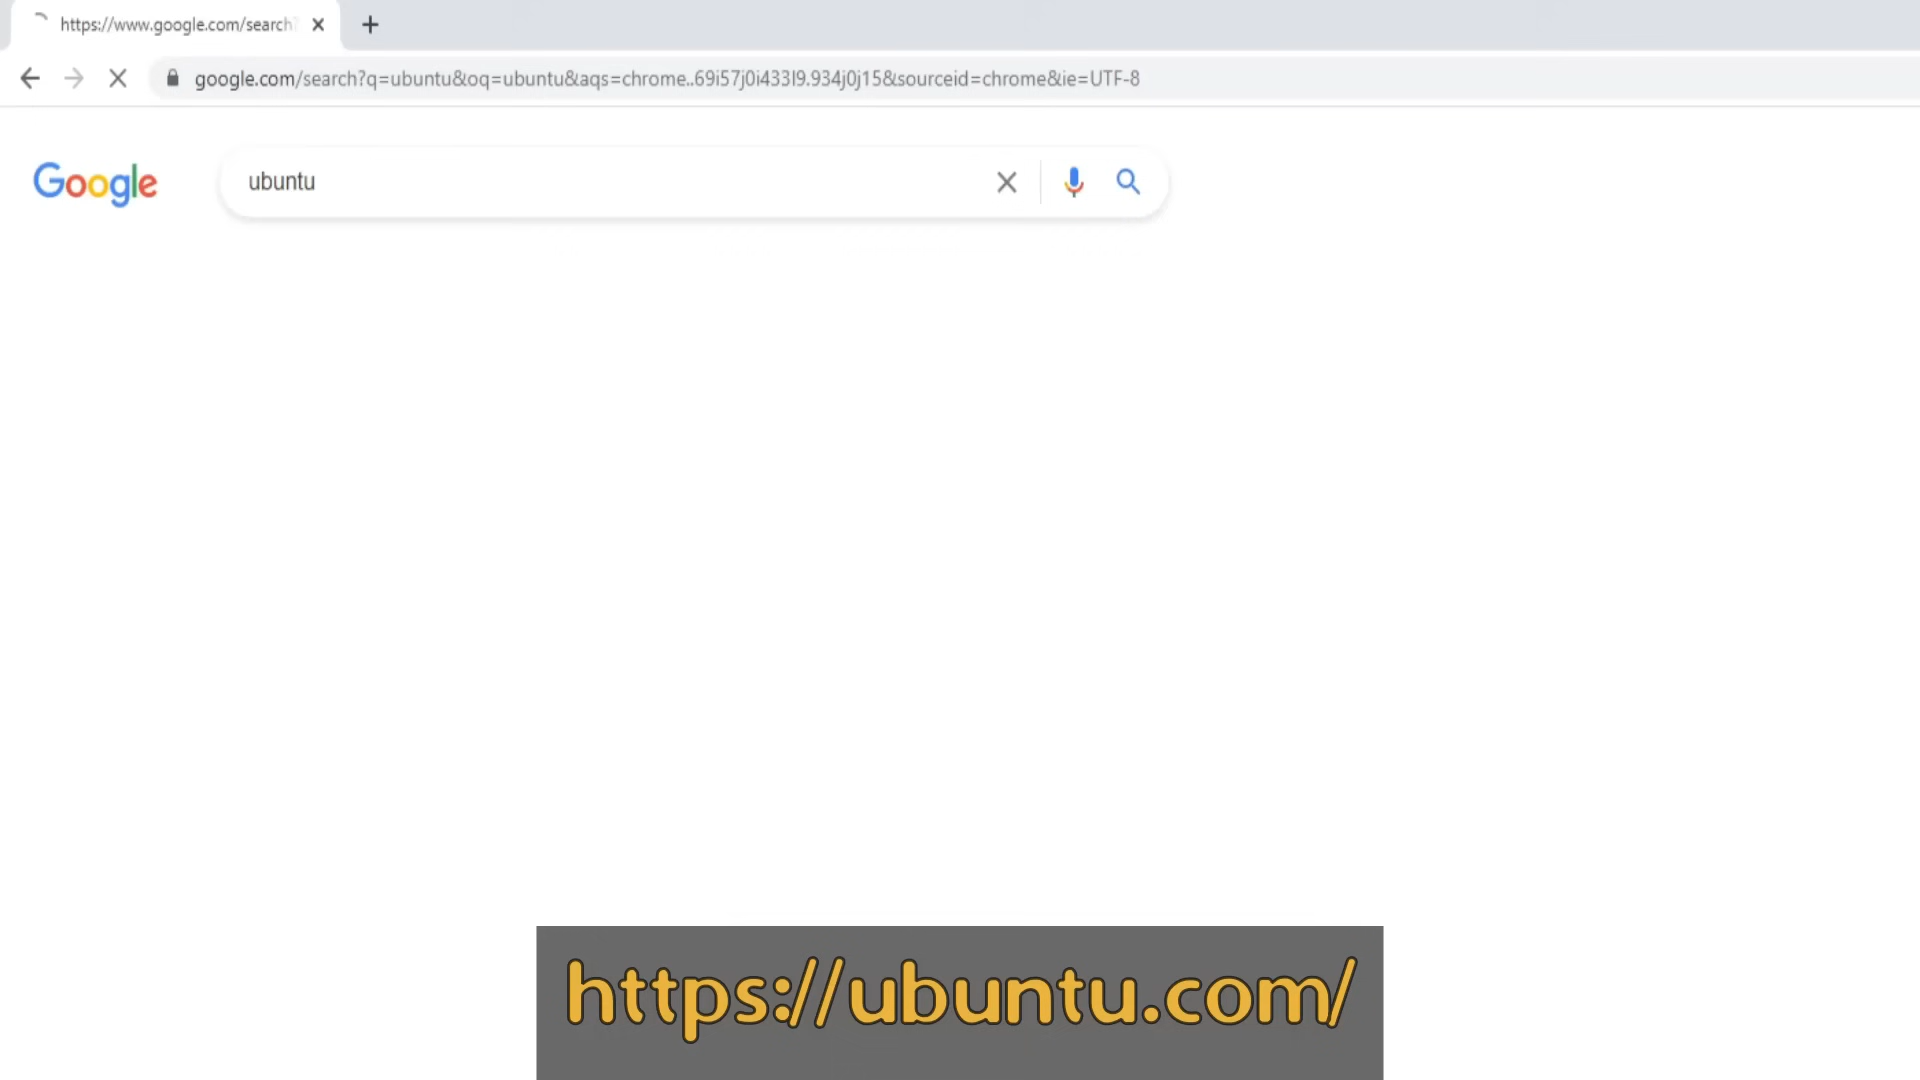 https://www.google.com/search?
google.com/search?q=ubuntu&oq=ubuntu&aqs=chrome..69i57j0i433l9.934j0j15&sourceid=chrome&ie=UTF-8
Google
ubuntu
https://ubuntu.com/